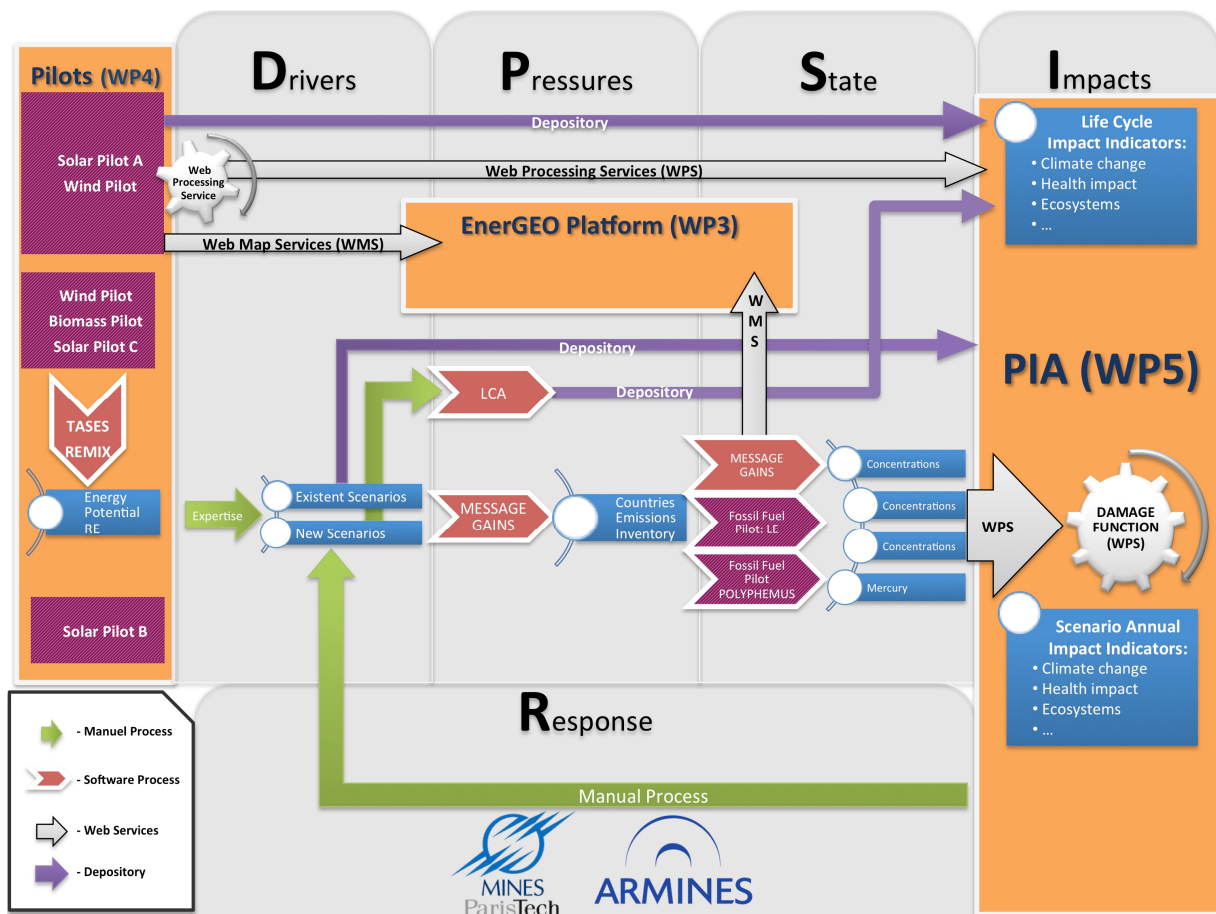 Pilots (WP4)
Drivers
Pressures
State
Impacts
Solar Pilot A
Wind Pilot
Web
Processing
Service
Depository
Web Processing Services (WPS)
Web Map Services (WMS)
EnerGEO Platform (WP3)
Life Cycle
Impact Indicators:
• Climate change
• Health impact
• Ecosystems
• ...
Wind Pilot
Biomass Pilot
Solar Pilot C
W
M
S
Depository
PIA (WP5)
LCA
Depository
TASES
REMIX
Energy
Potential
RE
Expertise
Existent Scenarios
New Scenarios
MESSAGE
GAINS
Countries
Emissions
Inventory
MESSAGE
GAINS
Fossil Fuel
Pilot: LE
Fossil Fuel
Pilot
POLYPHEMUS
Concentrations
Concentrations
Concentrations
Mercury
WPS
DAMAGE
FUNCTION
(WPS)
Solar Pilot B
Scenario Annual
Impact Indicators:
• Climate change
• Health impact
• Ecosystems
• ...
Response
- Manuel Process
- Software Process
- Web Services
- Depository
Manual Process
MINES
ParisTech
ARMINES